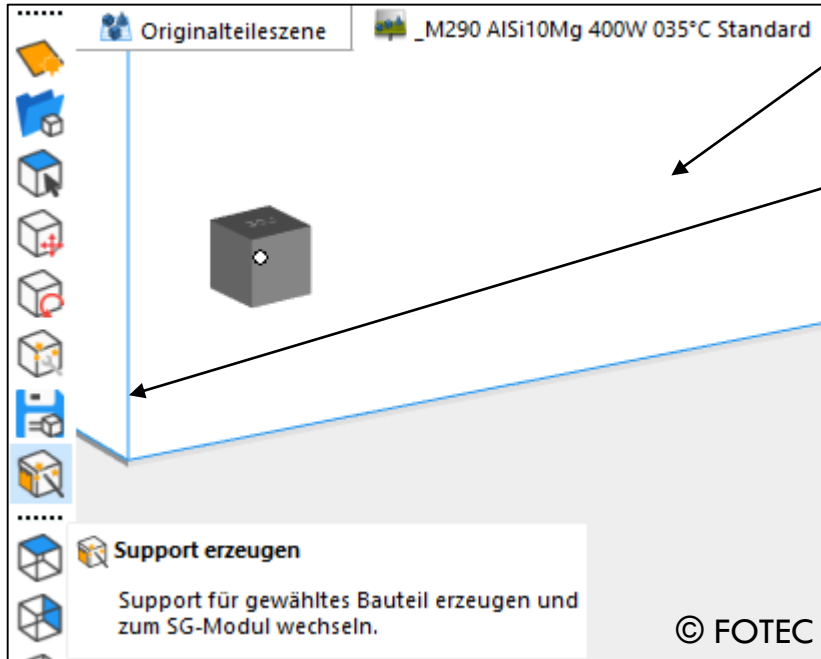 Originalteileszene
_M290 AlSi10Mg 400W 035°C Standard
Support erzeugen
Support für gewähltes Bauteil erzeugen und
zum SG-Modul wechseln.
© FOTEC